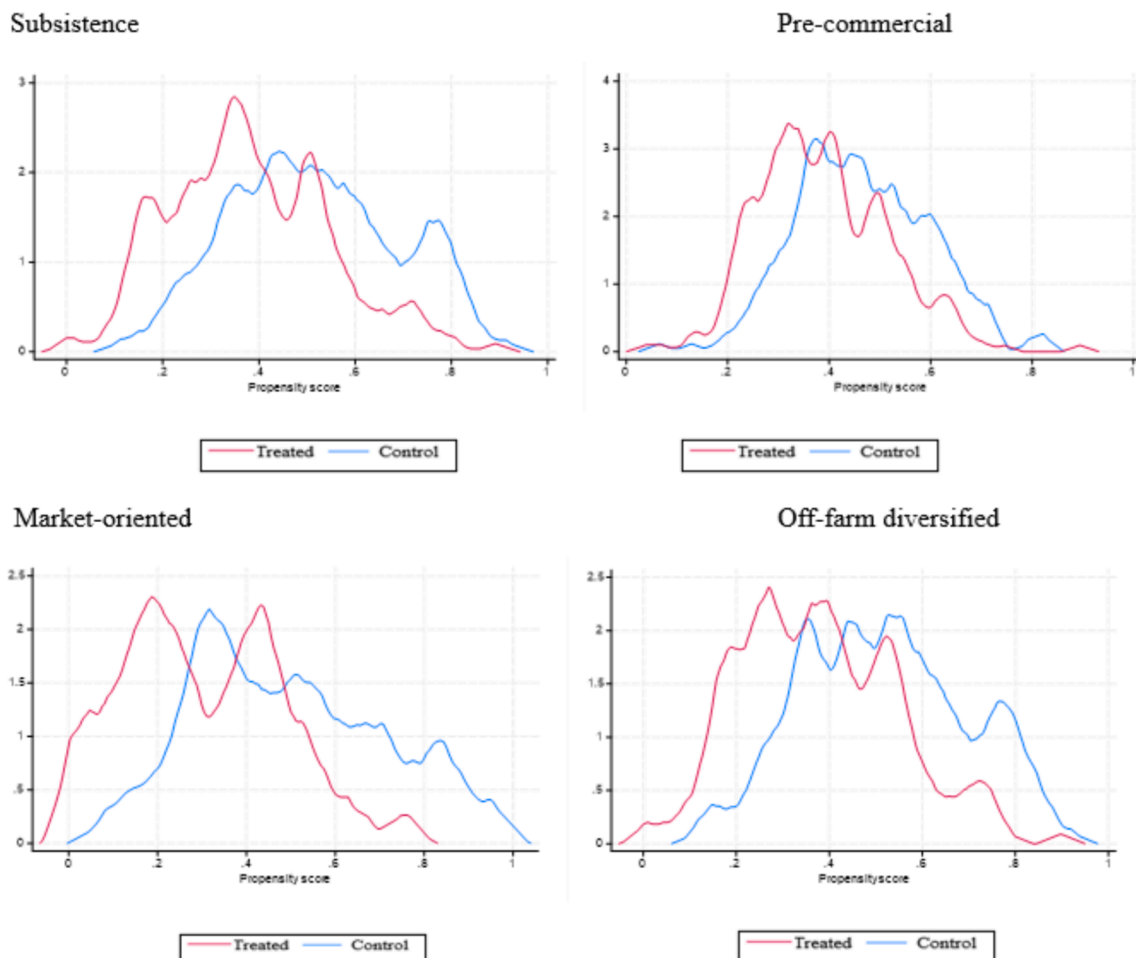 Subsistence
3
2
1
0
0 .2 .4 .6 .8 1
Propensity score
Treated Control
Pre-commercial
4
3
2
1
0
0 .2 .4 .6 .8 1
Propensity score
Treated Control
Market-oriented
2.5
2
1.5
1
.5
0
0 .2 .4 .6 .8 1
Propensity score
Treated Control
Off-farm diversified
2.5
2
1.5
1
.5
0
0 .2 .4 .6 .8 1
Propensity score
Treated Control